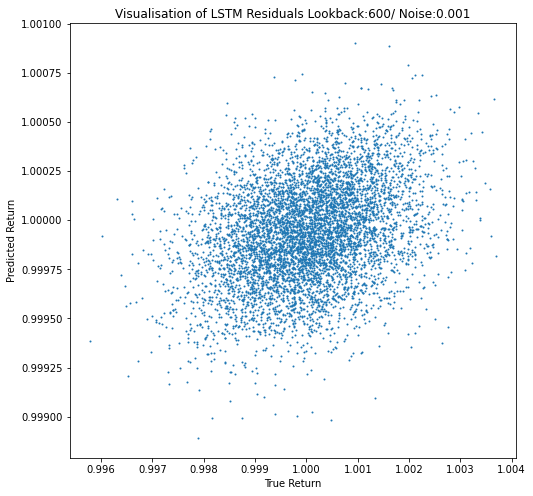 Visualisation of LSTM Residuals Lookback:600/ Noise:0.001
1.00100
1.00075
1.00050
1.00025
1.00000
0.99975
0.99950
0.99925
0.99900
Predicted Return
0.996 0.997 0.998 0.999 1.000 1.001 1.002 1.003 1.004
True Return